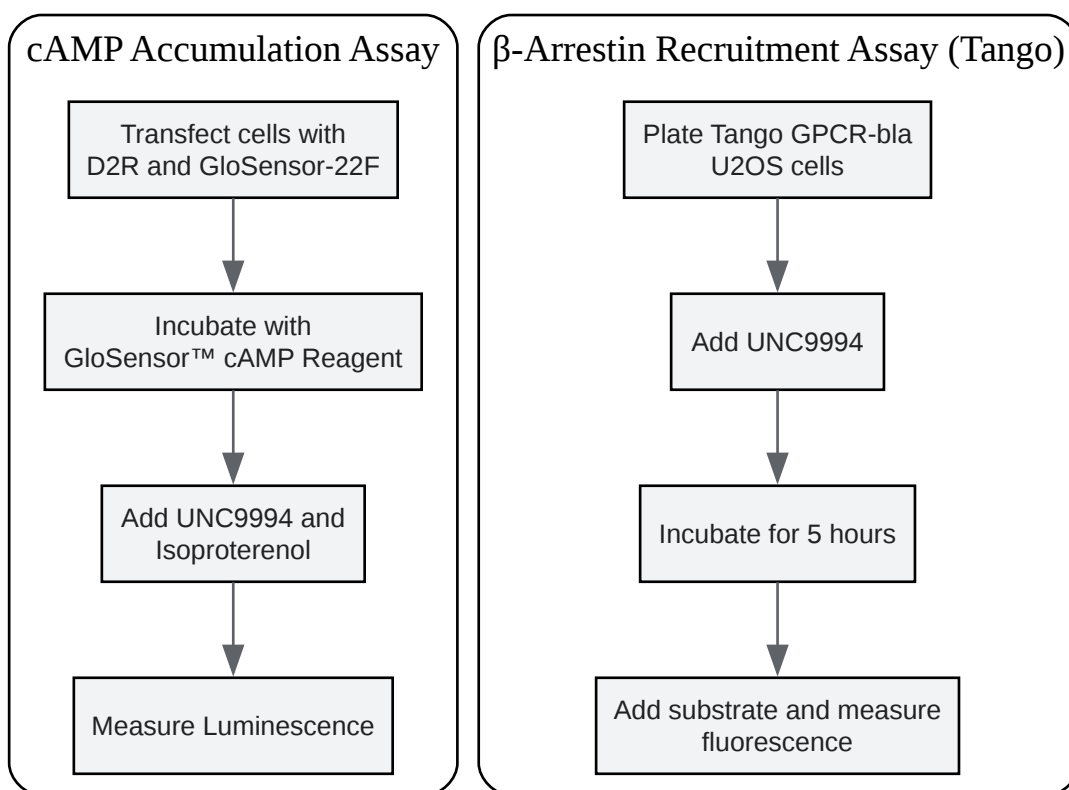 cAMP Accumulation Assay
Transfect cells with
D2R and GloSensor-22F
Incubate with
GloSensor™ cAMP Reagent
Add UNC9994 and
Isoproterenol
Measure Luminescence
β-Arrestin Recruitment Assay (Tango)
Plate Tango GPCR-bla
U2OS cells
Add UNC9994
Incubate for 5 hours
Add substrate and measure
fluorescence